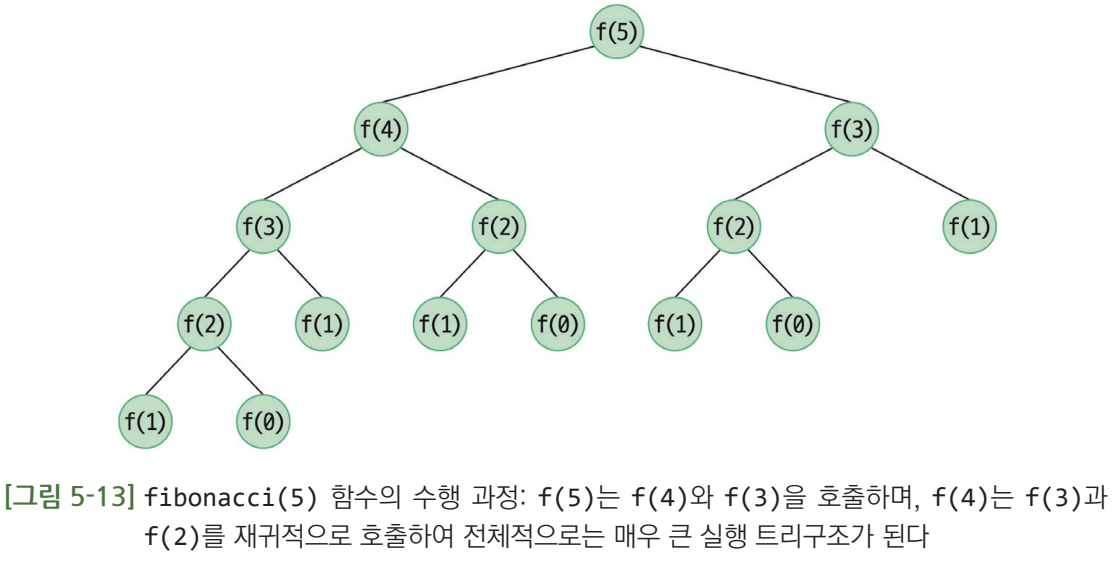 f(5)
f(4) f(3)
f(3) f(2) f(2) f(1)
f(2) f(1) f(1) f(0) f(1) f(0)
f(1) f(0)
[그림 5-13] fibonacci(5) 함수의 수행 과정: f(5)는 f(4)와 f(3)을 호출하며, f(4)는 f(3)과
f(2)를 재귀적으로 호출하여 전체적으로는 매우 큰 실행 트리구조가 된다